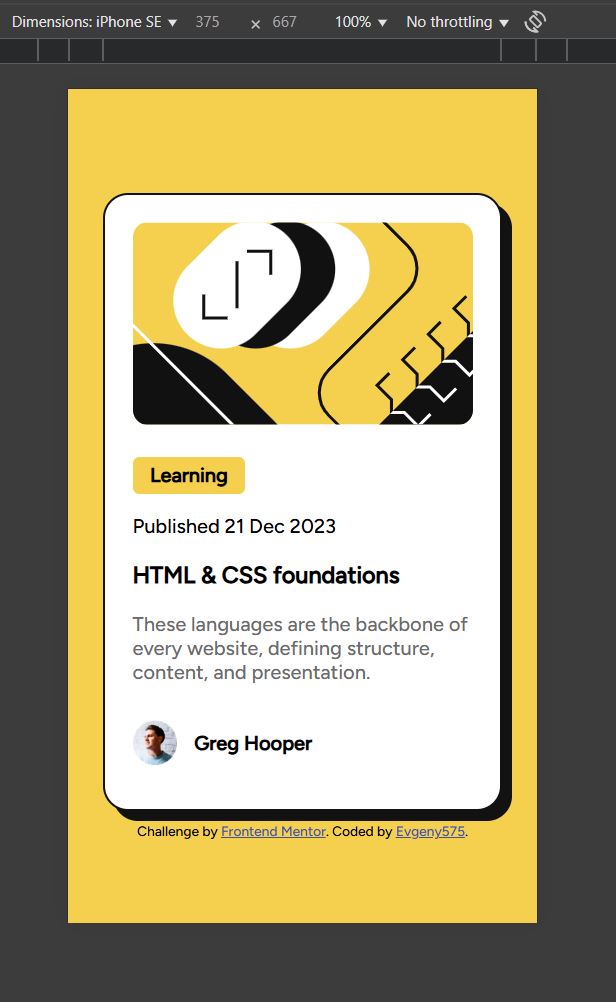 Dimensions: iPhone SE 375 × 667 100% No throttling
Learning
Published 21 Dec 2023
HTML & CSS foundations
These languages are the backbone of
every website, defining structure,
content, and presentation.
Greg Hooper
Challenge by Frontend Mentor. Coded by Evgeny575.